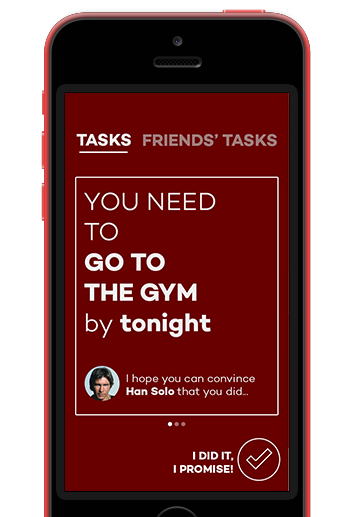 TASKS FRIENDS’ TASKS
YOU NEED
TO
GO TO
THE GYM
by tonight
I hope you can convince
Han Solo that you did...
I DID IT,
I PROMISE!